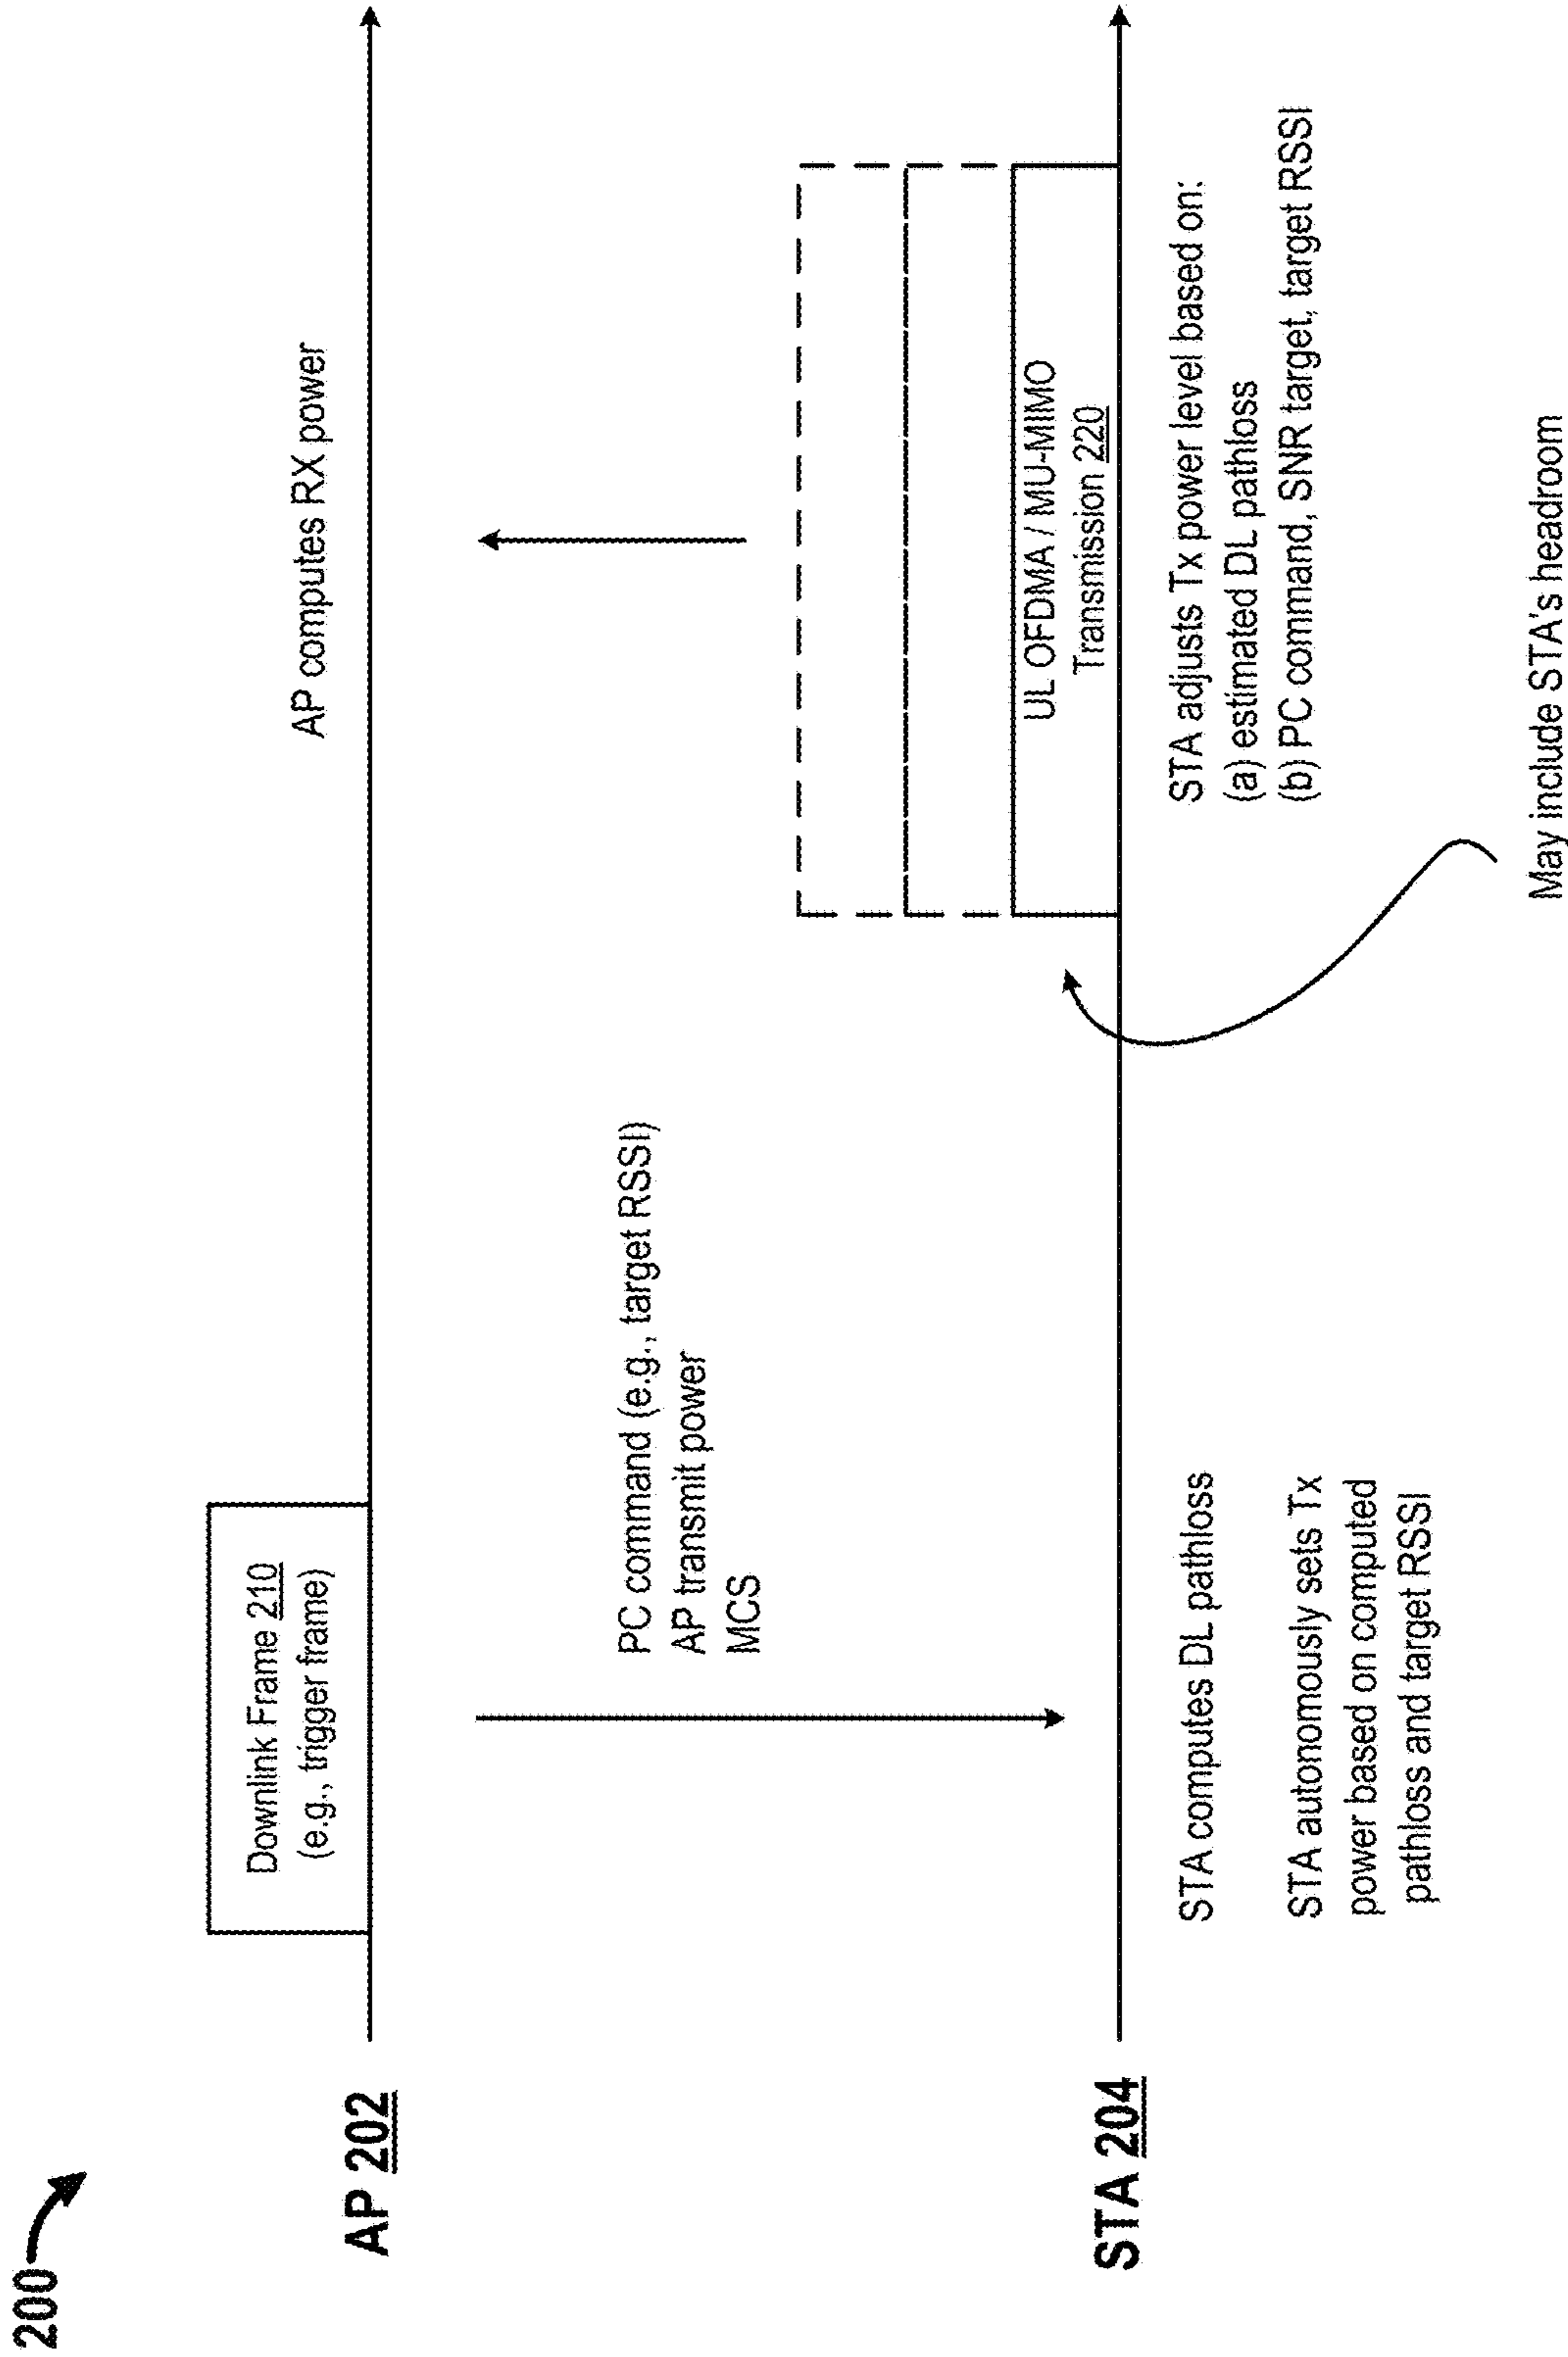 200
AP 202
Downlink Frame 210
(e.g., trigger frame)
AP computes RX power
PC command (e.g., target RSSI)
AP transmit power
MCS
UL OFDMA / MU-MIMO
Transmission 220
STA 204
STA computes DL pathloss
STA autonomously sets Tx
power based on computed
pathloss and target RSSI
STA adjusts Tx power level based on:
(a) estimated DL pathloss
(b) PC command, SNR target, target RSSI
May include STA's headroom